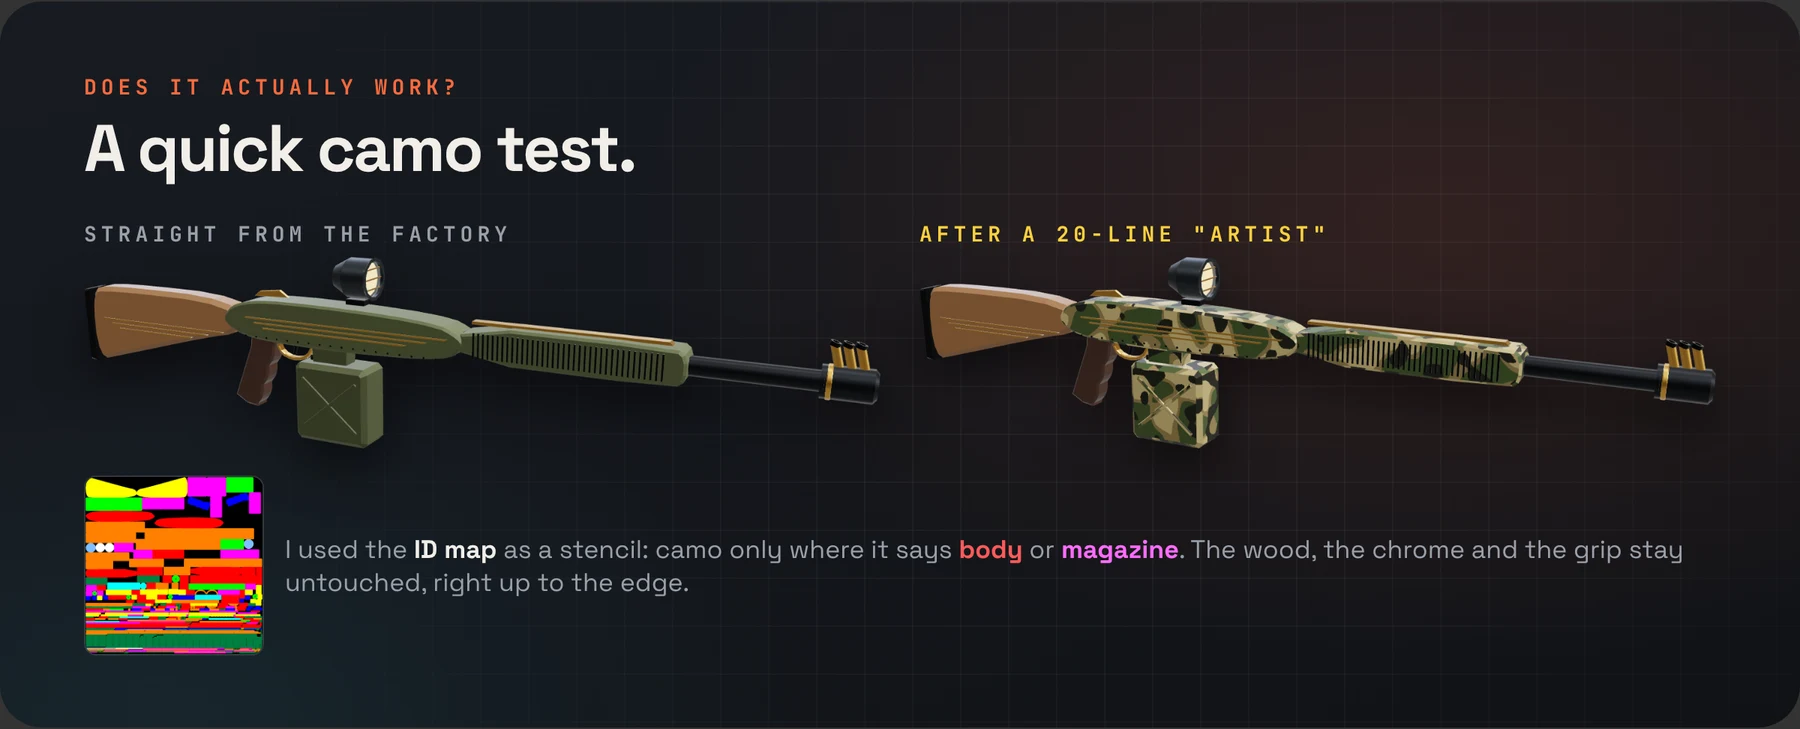 DOES IT ACTUALLY WORK?
A quick camo test.
STRAIGHT FROM THE FACTORY
AFTER A 20-LINE "ARTIST"
I used the ID map as a stencil: camo only where it says body or magazine. The wood, the chrome and the grip stay
untouched, right up to the edge.